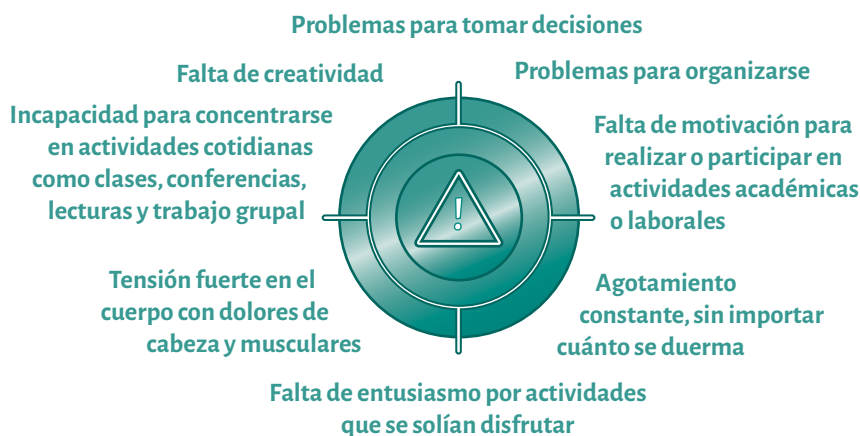 Problemas para tomar decisiones
Falta de creatividad
Problemas para organizarse
Incapacidad para concentrarse
en actividades cotidianas
como clases, conferencias,
lecturas y trabajo grupal
Falta de motivación para
realizar o participar en
actividades académicas
o laborales
!
Tensión fuerte en el
cuerpo con dolores de
cabeza y musculares
Agotamiento
constante, sin importar
cuánto se duerma
Falta de entusiasmo por actividades
que se solían disfrutar